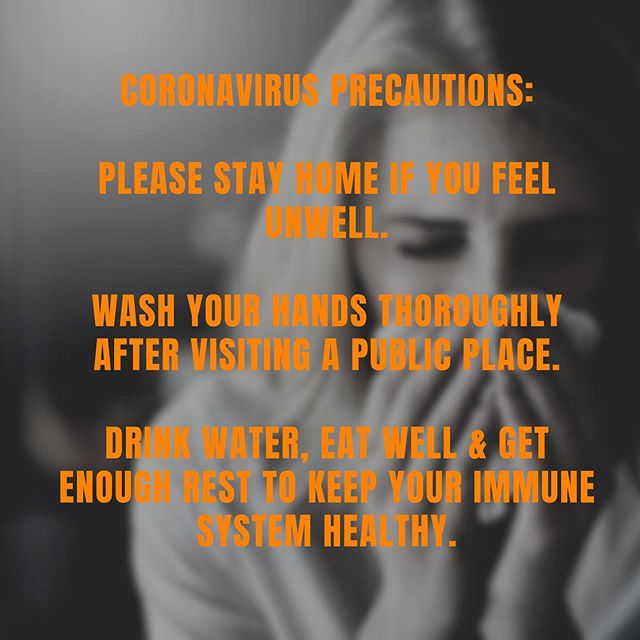 CORONAVIRUS PRECAUTIONS:
PLEASE STAY HOME IF YOU FEEL
UNWELL.
WASH YOUR HANDS THOROUGHLY
AFTER VISITING A PUBLIC PLACE.
DRINK WATER, EAT WELL & GET
ENOUGH REST TO KEEP YOUR IMMUNE
SYSTEM HEALTHY.